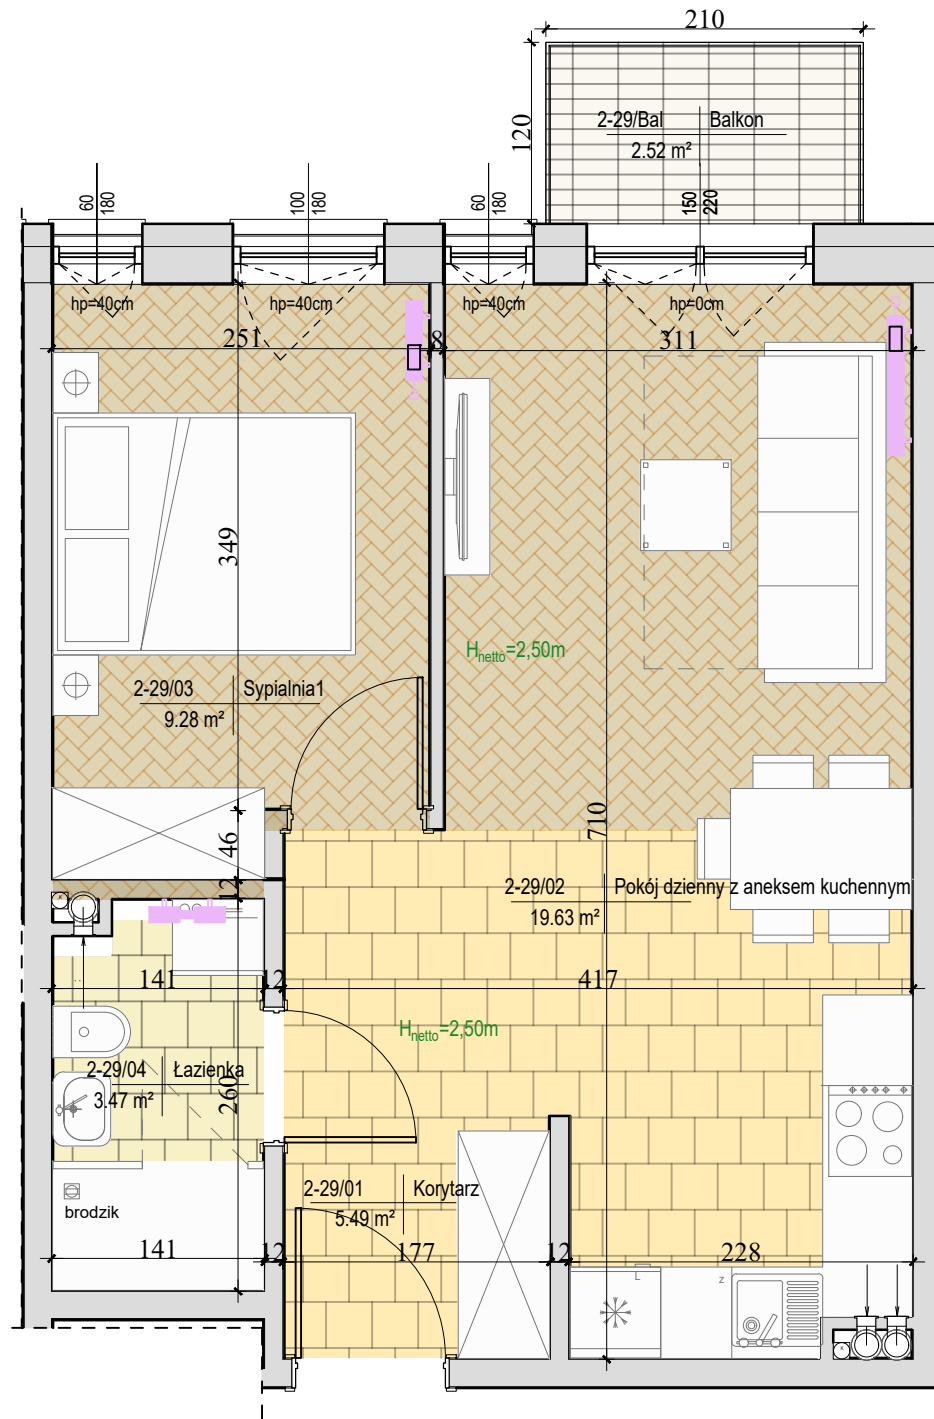 210
120
2-29/Bal Balkon
2.52 m²
60
180
100
180
60
180
150
220
hp=40cm
hp=40cm
hp=40cm
hp=0cm
251
8
311
349
Hnetto=2,50m
2-29/03 Sypialnia1
9.28 m²
46
12
710
2-29/02 Pokój dzienny z aneksem kuchennym
19.63 m²
K
141
12
417
Hnetto=2,50m
2-29/04 Łazienka
3.47 m²
260
2-29/01 Korytarz
5.49 m²
brodzik
141
12
177
12
228
L
z
K